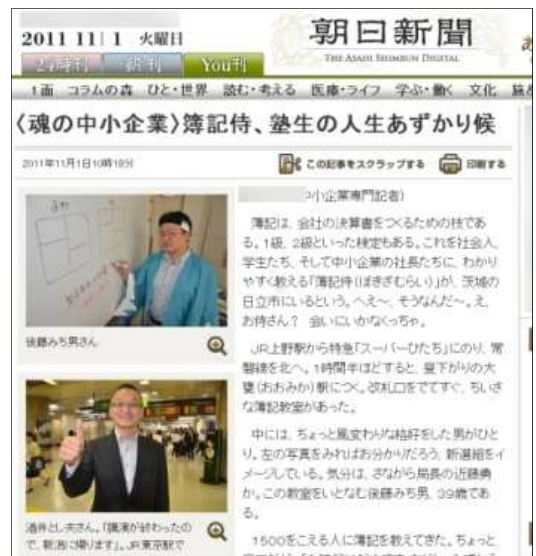 2011 11 1 火曜日
朝日新聞
THE ASAHI SHIMBUN DIGITAL
24時刊 朝刊 You刊
1面 コラムの森 ひと・世界 読む・考える 医療・ライフ 学ぶ・働く 文化
〈魂の中小企業〉簿記侍、塾生の人生あずかり候
2011年11月1日10時18分
この記事をスクラップする 印刷する
後藤みち男さん
酒井とし夫さん。「講演が終わったの
で、新潟に帰ります」。JR東京駅で
小企業専門記者)
簿記は、会社の決算書をつくるための技であ
る。1級、2級といった検定もある。これを社会人、
学生たち、そして中小企業の社長たちに、わかり
やすく教える「簿記侍(ぼきざむらい)」が、茨城の
日立市にいるという。へえ～、そうなんだ～。え、
お侍さん? 会いにいかなくっちゃ。
JR上野駅から特急「スーパーひたち」にのり、常
磐線を北へ。1時間半ほどすると、昼下がりの大
甕(おおみか)駅につく。改札口をでてすぐ、ちいさ
な簿記教室があった。
中には、ちょっと風変わりな格好をした男がひと
り。左の写真をみればお分かりだろう、新選組をイ
メージしている。気分は、さながら局長の近藤勇
か。この教室をいとなむ後藤みち男、39歳であ
る。
1500をこえる人に簿記を教えてきた。ちょっと